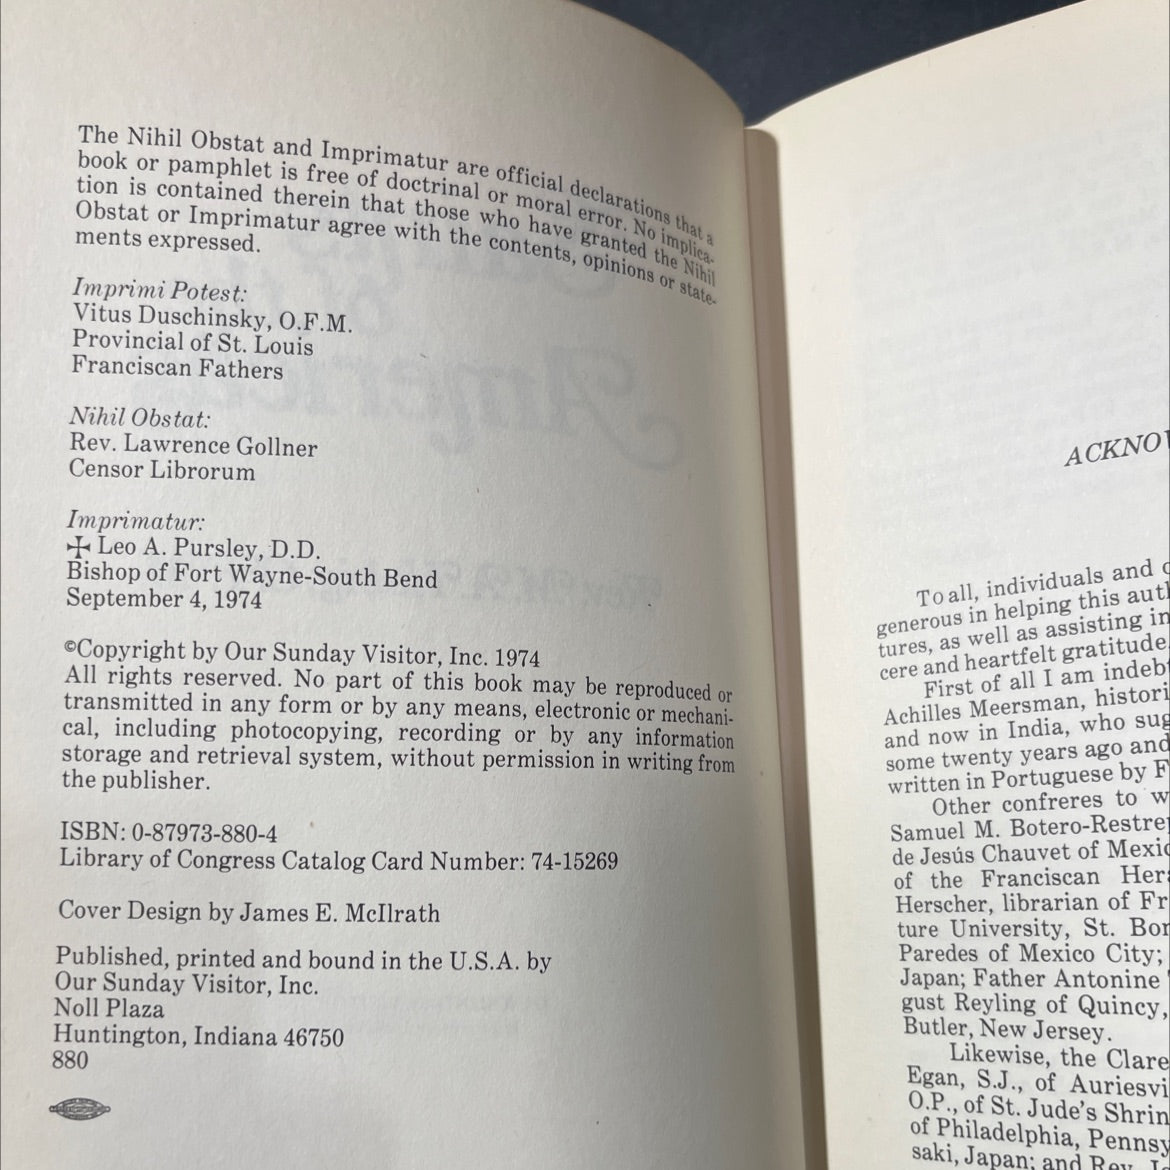 The Nihil Obstat and Imprimatur are official declarations that a
book or pamphlet is free of doctrinal or moral error. No implica-
tion is contained therein that those who have granted the Nihil
Obstat or Imprimatur agree with the contents, opinions or state-
ments expressed.
Imprimi Potest:
Vitus Duschinsky, O.F.M.
Provincial of St. Louis
Franciscan Fathers
Nihil Obstat:
Rev. Lawrence Gollner
Censor Librorum
Imprimatur:
✠ Leo A. Pursley, D.D.
Bishop of Fort Wayne-South Bend
September 4, 1974
©Copyright by Our Sunday Visitor, Inc. 1974
All rights reserved. No part of this book may be reproduced or
transmitted in any form or by any means, electronic or mechani-
cal, including photocopying, recording or by any information
storage and retrieval system, without permission in writing from
the publisher.
ISBN: 0-87973-880-4
Library of Congress Catalog Card Number: 74-15269
Cover Design by James E. McIlrath
Published, printed and bound in the U.S.A. by
Our Sunday Visitor, Inc.
Noll Plaza
Huntington, Indiana 46750
880
ACKNO
To all, individuals and
generous in helping this
tures, as well as assisting in
cere and heartfelt gratitude,
First of all I am
Achilles Meersman,
and now in India, who
some twenty years ago and
written in Portuguese by F
Other confreres to
Samuel M. Botero-Restre
de Jesús Chauvet of
of the Franciscan
Herscher, librarian of
ture University, St.
Paredes of Mexico City;
Japan; Father Antonine
gust Reyling of Quincy,
Butler, New Jersey.
Likewise, the
Egan, S.J., of
O.P., of St. Jude's
of Philadelphia,
saki, Japan; and Rev.